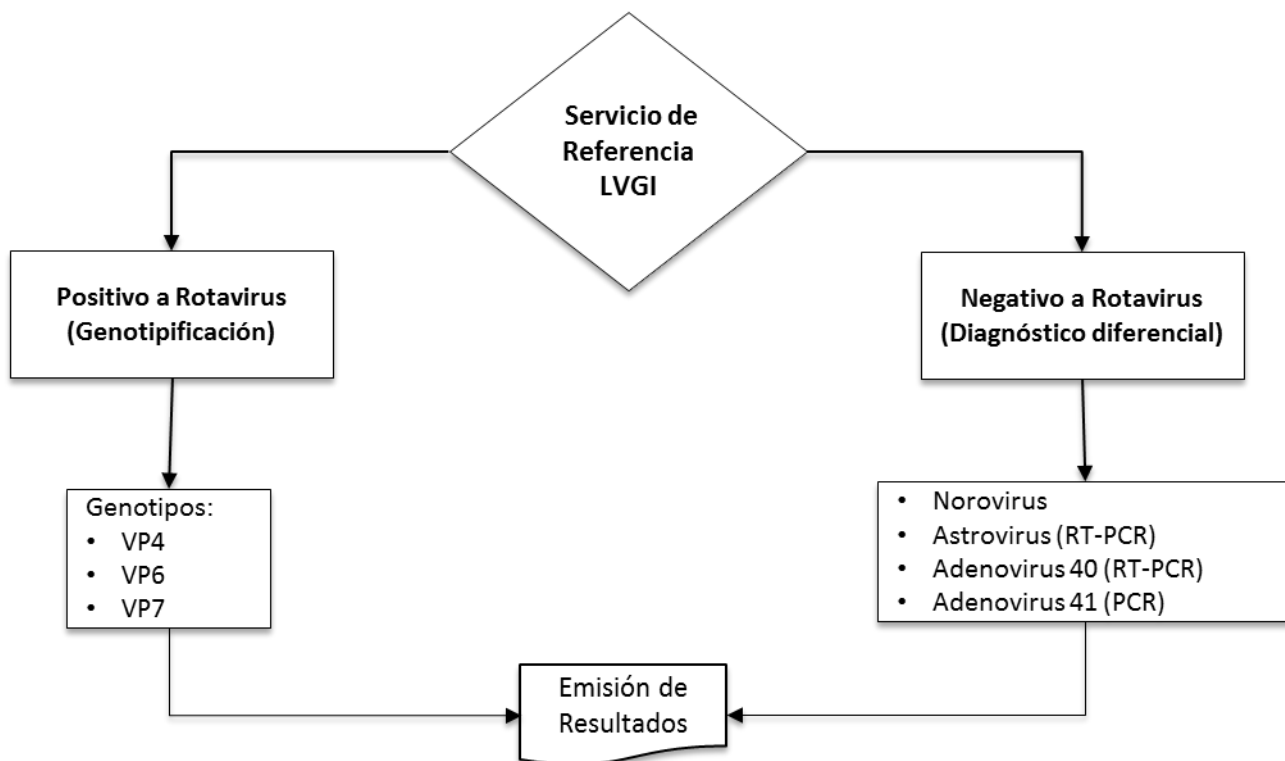 Servicio de
Referencia
LVGI
Positivo a Rotavirus
(Genotipificación)
Negativo a Rotavirus
(Diagnóstico diferencial)
Genotipos:
• VP4
• VP6
• VP7
• Norovirus
• Astrovirus (RT-PCR)
• Adenovirus 40 (RT-PCR)
• Adenovirus 41 (PCR)
Emisión de
Resultados